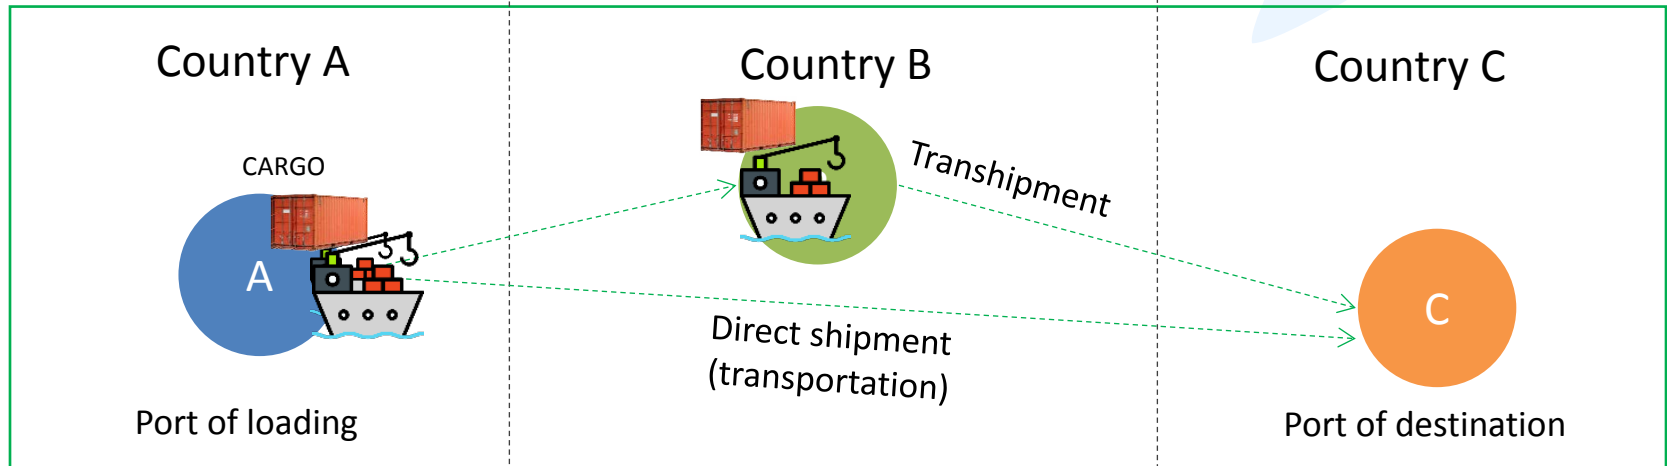 Country A
Country B
Country C
CARGO
Transhipment
A
C
Direct shipment
(transportation)
Port of loading
Port of destination